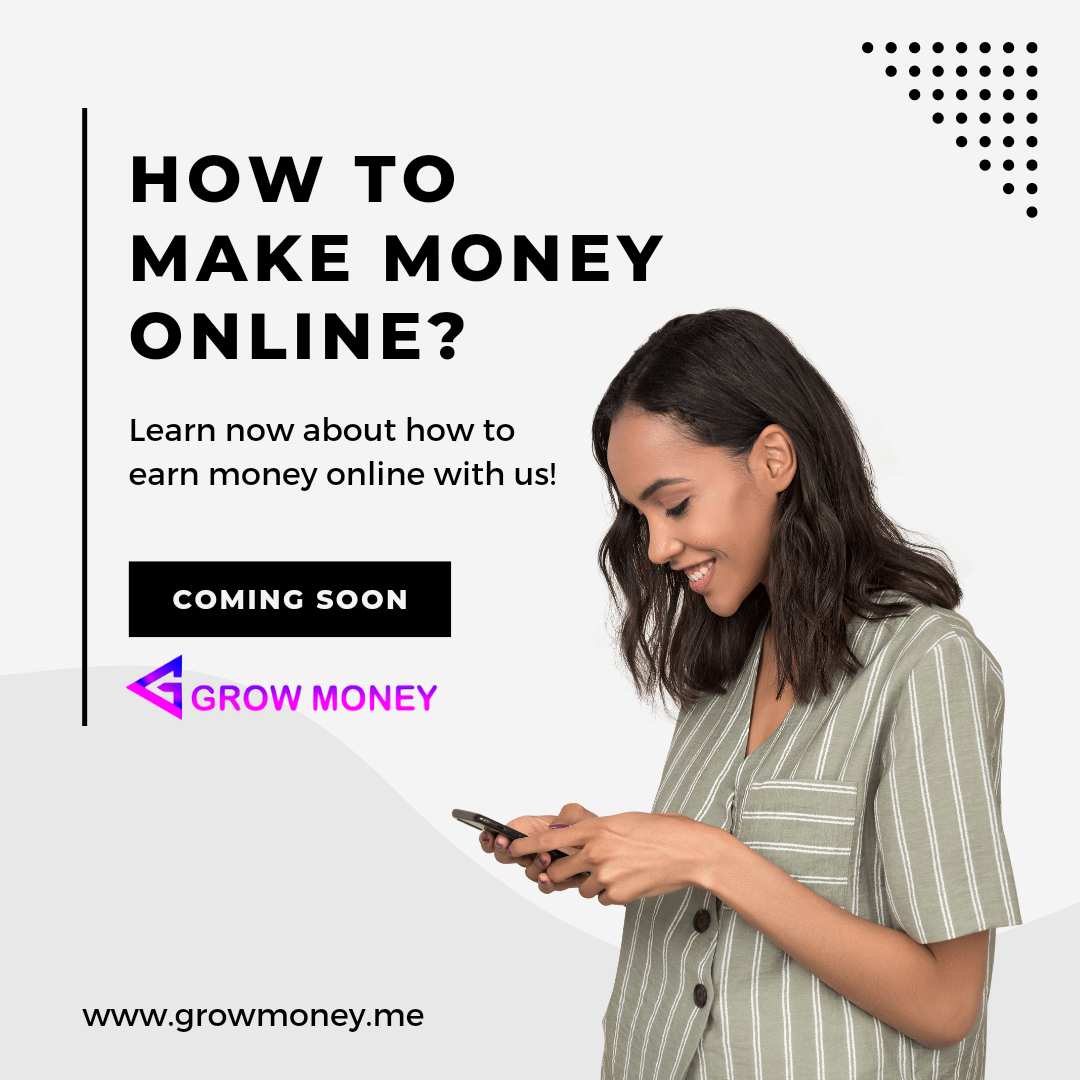 HOW TO
MAKE MONEY
ONLINE?
Learn now about how to
earn money online with us!
COMING SOON
GROW MONEY
www.growmoney.me